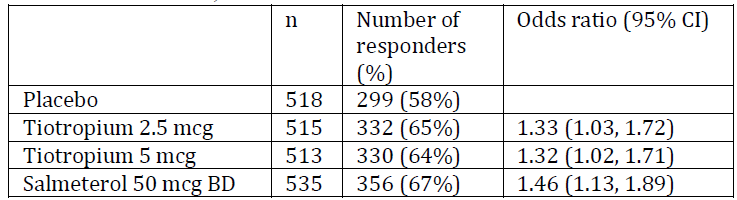 n Number of responders (%) Odds ratio (95% CI)
Placebo 518 299 (58%)
Tiotropium 2.5 mcg 515 332 (65%) 1.33 (1.03, 1.72)
Tiotropium 5 mcg 513 330 (64%) 1.32 (1.02, 1.71)
Salmeterol 50 mcg BD 535 356 (67%) 1.46 (1.13, 1.89)